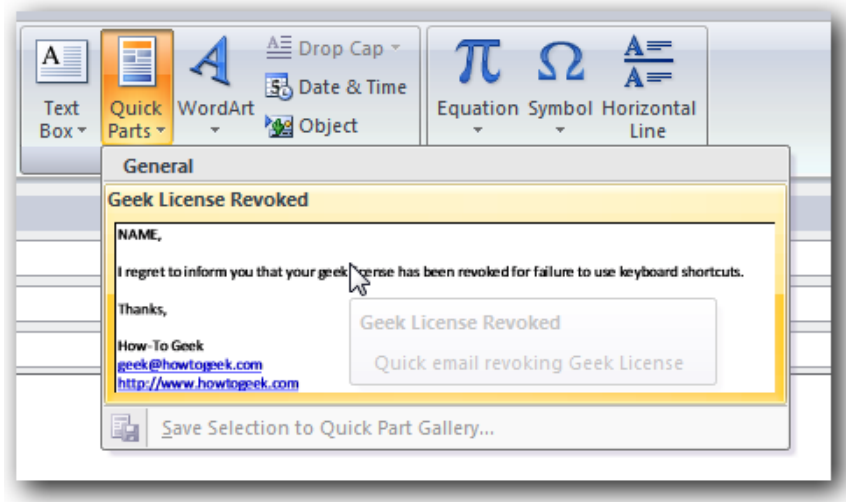 A
Text
Box
Quick
Parts
A
WordArt
A Drop Cap
5 Date & Time
Object
π
Equation
Ω
Symbol
A
A
Horizontal
Line
General
Geek License Revoked
NAME,
I regret to inform you that your geek license has been revoked for failure to use keyboard shortcuts.
Thanks,
How-To Geek
geek@howtogeek.com
http://www.howtogeek.com
Geek License Revoked
Quick email revoking Geek License
Save Selection to Quick Part Gallery...